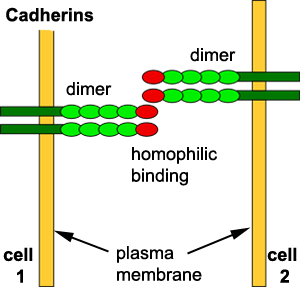 Cadherins
dimer
dimer
homophilic
binding
cell
1
plasma
membrane
cell
2